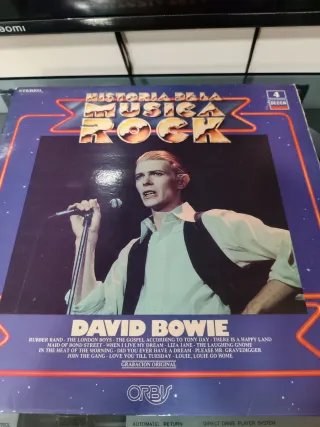 xiaomi
STEREO
HISTORIA DE LA
MUSICA
ROCK
4
DECCA
DAVID BOWIE
RUBBER BAND · THE LONDON BOYS · THE GOSPEL ACCORDING TO TONY DAY · THERE IS A HAPPY LAND
MAID OF BOND STREET · WHEN I LIVE MY DREAM · LIZA JANE · THE LAUGHING GNOME
IN THE HEAT OF THE MORNING · DID YOU EVER HAVE A DREAM · PLEASE MR. GRAVEDIGGER
JOIN THE GANG · LOVE YOU TILL TUESDAY · LOUIE, LOUIE GO HOME
GRABACION ORIGINAL
ORBIS
AUTOMATIC RETURN DIRECT DRIVE PLAYER SYSTEM